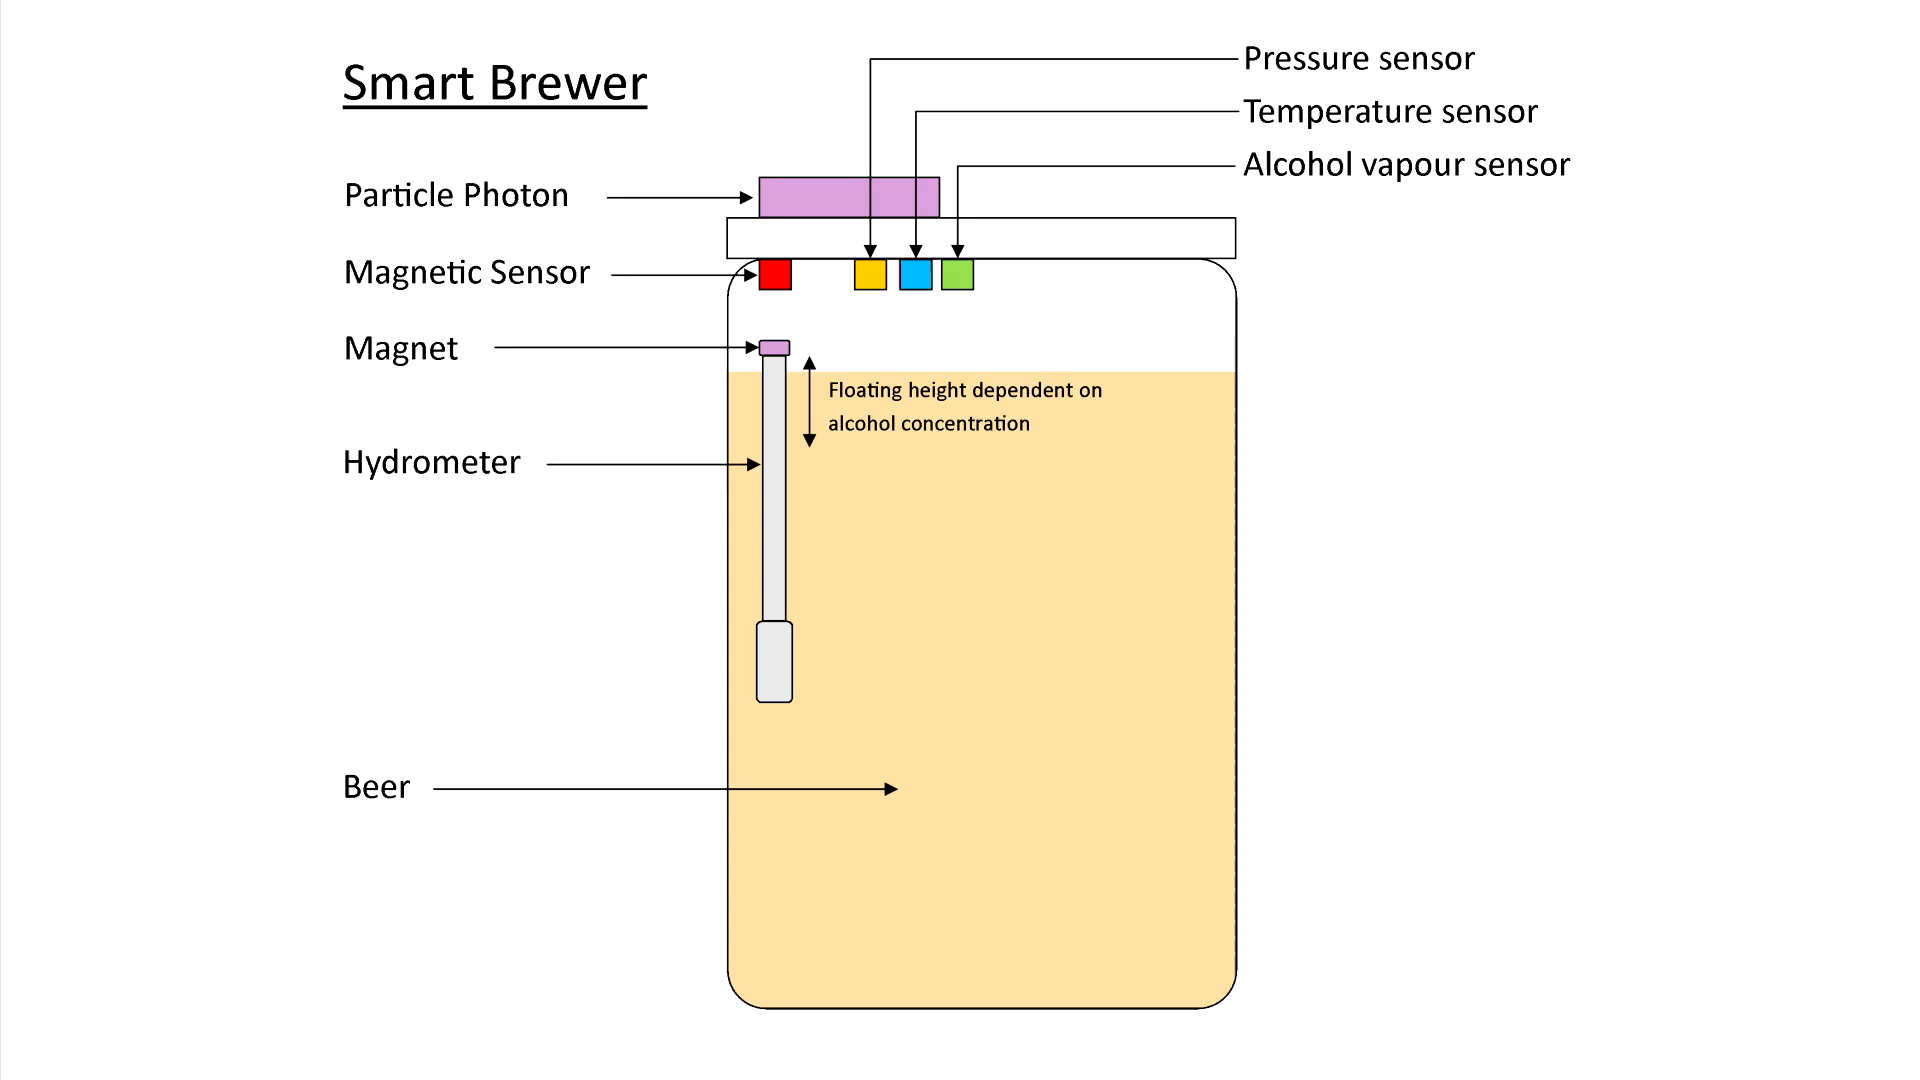 Smart Brewer
Pressure sensor
Temperature sensor
Alcohol vapour sensor
Particle Photon
Magnetic Sensor
Magnet
Floating height dependent on
alcohol concentration
Hydrometer
Beer